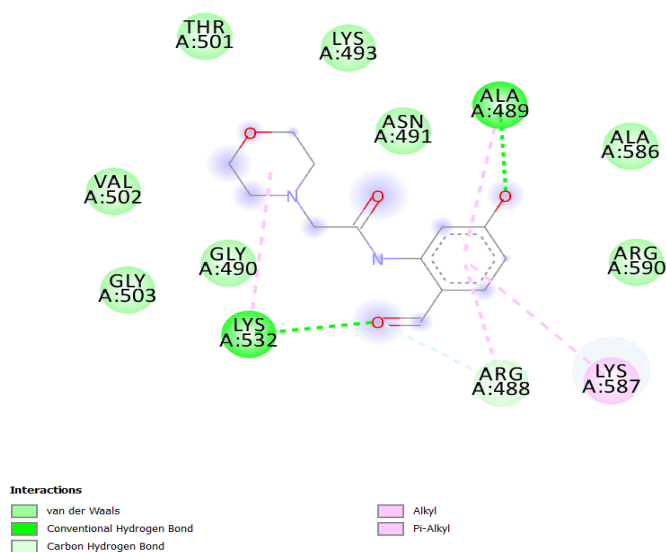 THR
A:501
LYS
A:493
ALA
A:489
ASN
A:491
ALA
A:586
O
VAL
A:502
N
O
O
GLY
A:490
ARG
A:590
N
GLY
A:503
LYS
A:532
O
ARG
A:488
LYS
A:587
Interactions
van der Waals
Conventional Hydrogen Bond
Carbon Hydrogen Bond
Alkyl
Pi-Alkyl